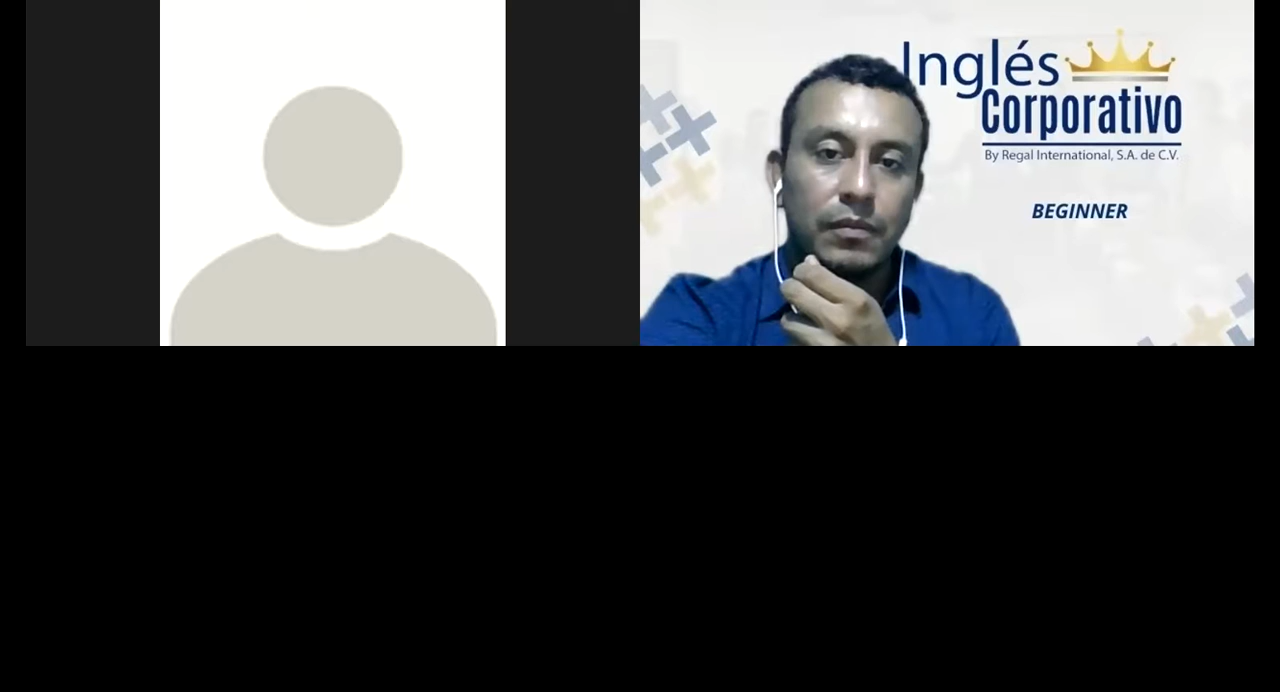 Inglés
Corporativo
By Regal International, S.A. de C.V.
BEGINNER